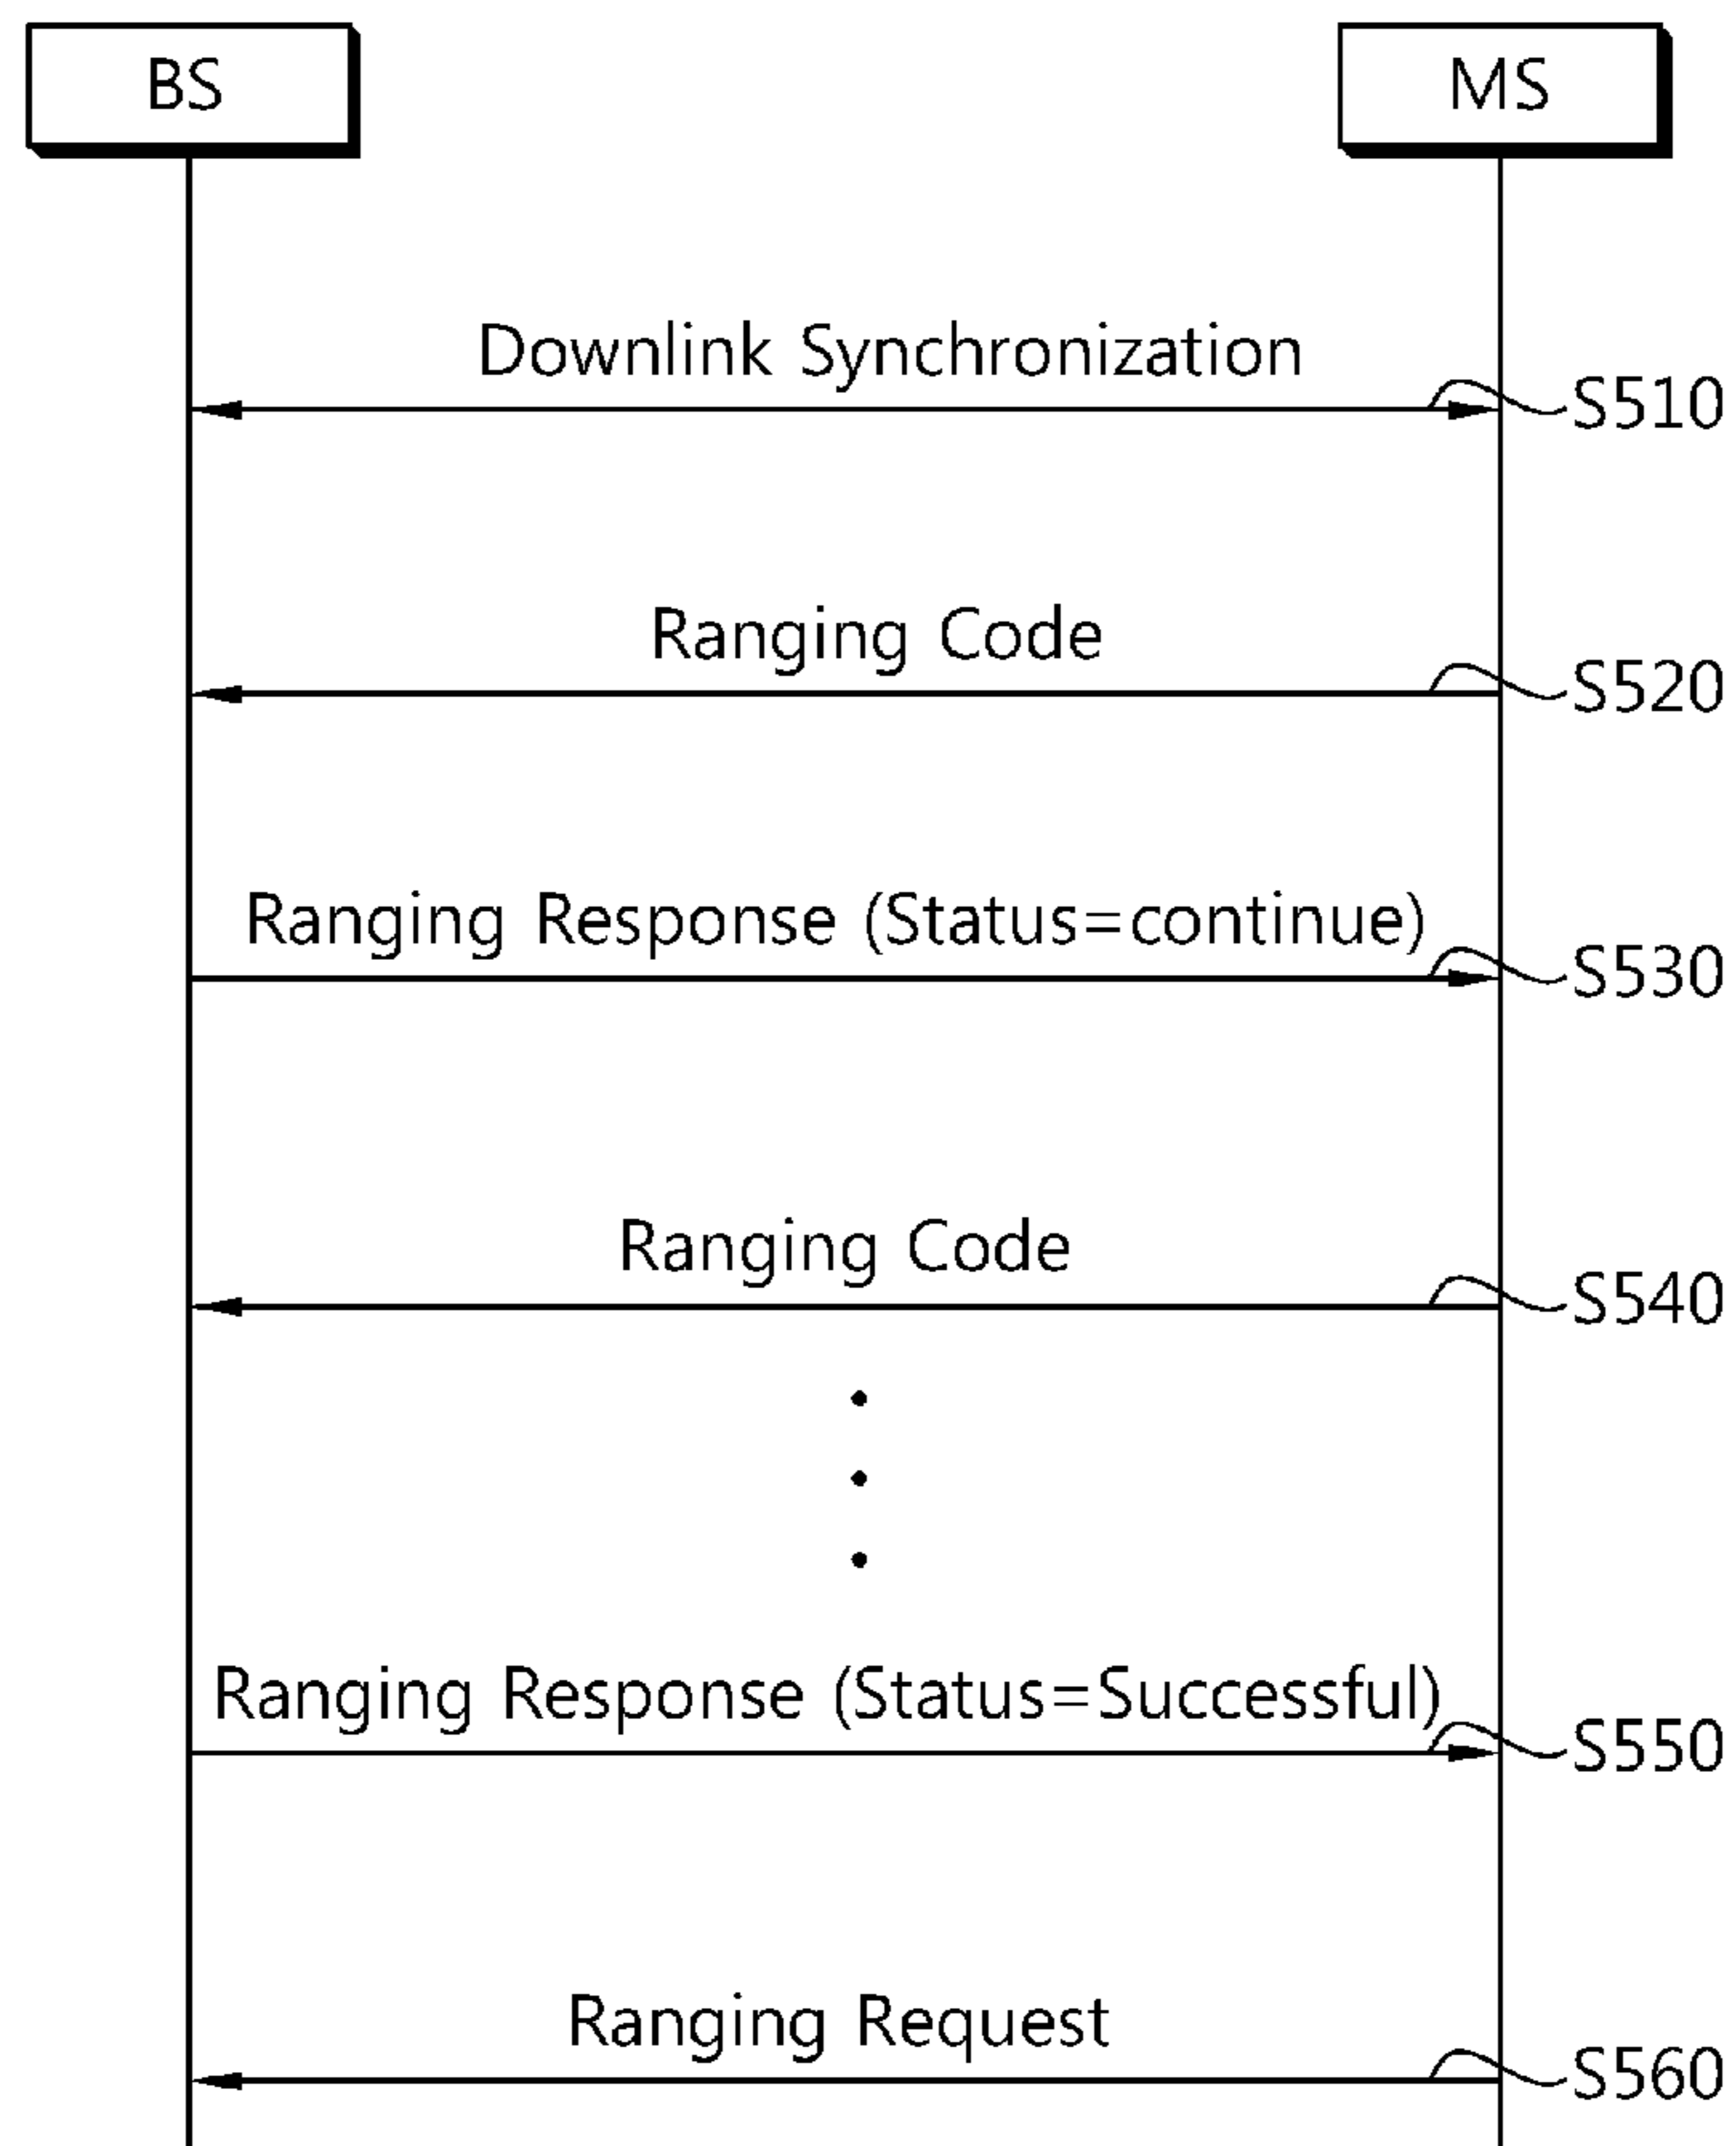 BS
MS
Downlink Synchronization
S510
Ranging Code
S520
Ranging Response (Status=continue)
S530
Ranging Code
S540
Ranging Response (Status=Successful)
S550
Ranging Request
S560